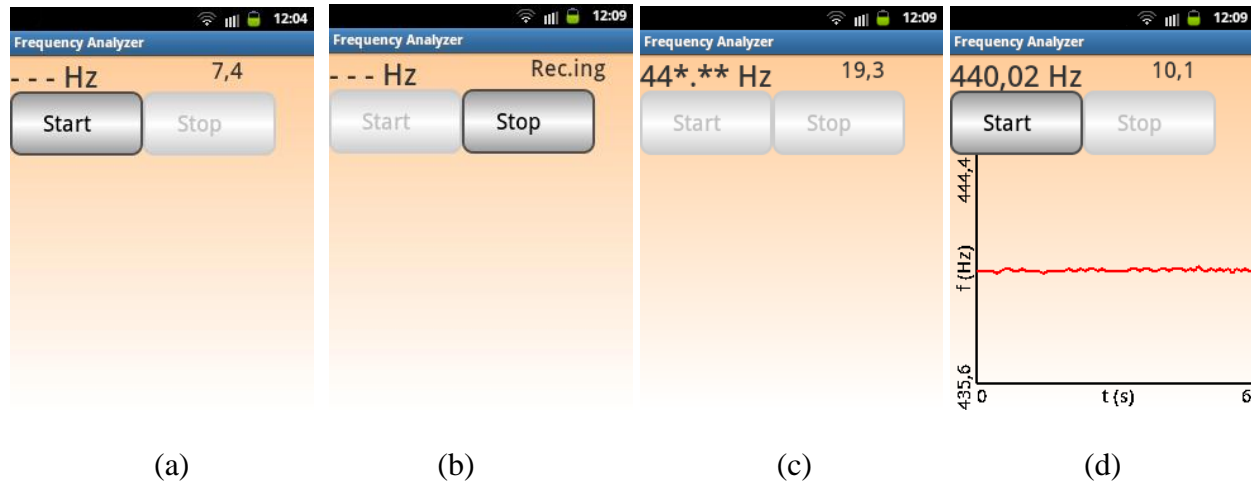 12:04
Frequency Analyzer
- - - Hz 7,4
Start Stop
12:09
Frequency Analyzer
- - - Hz Rec.ing
Start Stop
12:09
Frequency Analyzer
44*.** Hz 19,3
Start Stop
12:09
Frequency Analyzer
440,02 Hz 10,1
Start Stop
444,4
f (Hz)
435,6
0 t (s) 6
(a) (b) (c) (d)